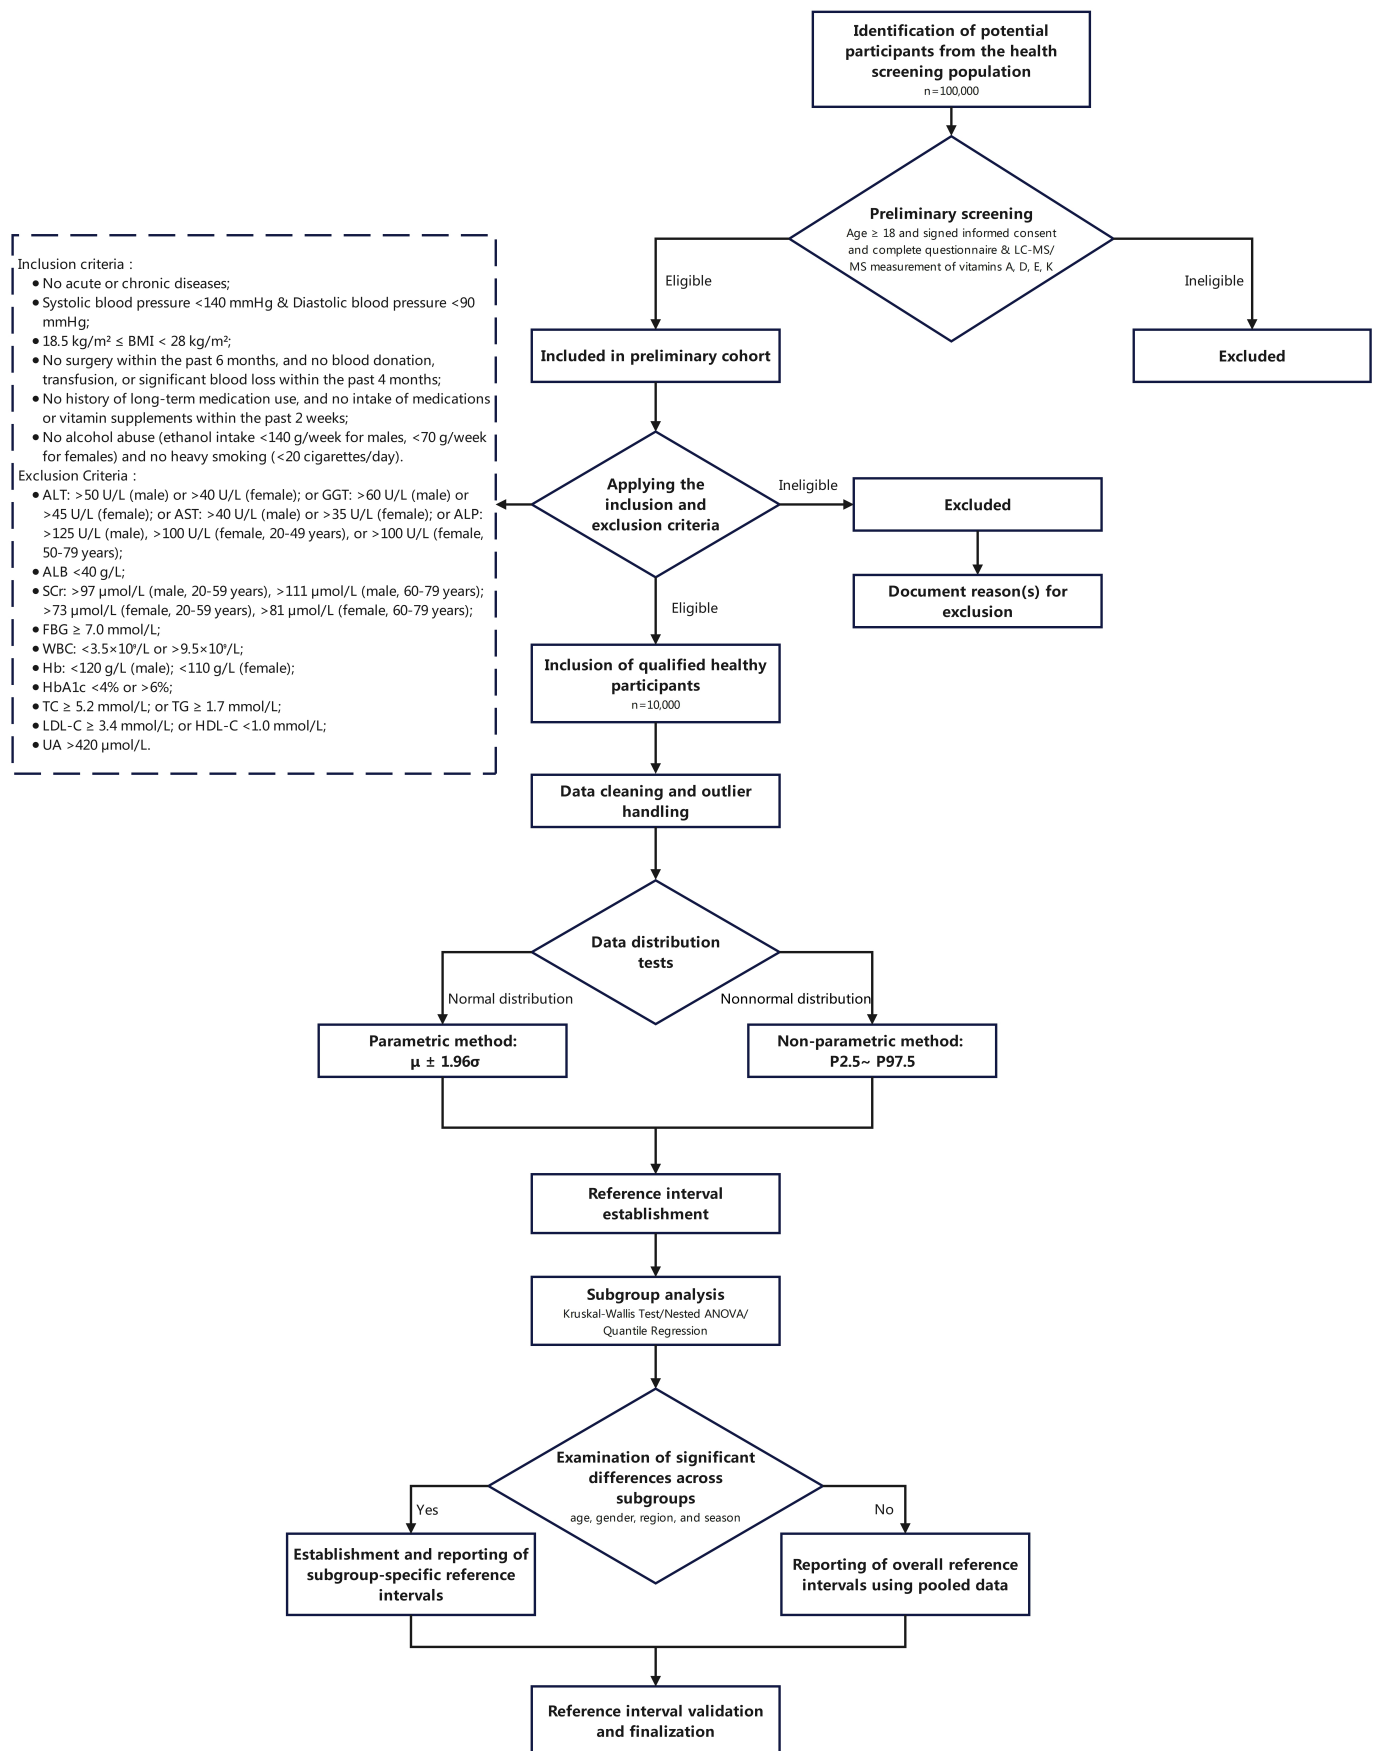 Identification of potential
participants from the health
screening population
n=100,000
Preliminary screening
Age ≥ 18 and signed informed consent
and complete questionnaire & LC-MS/
MS measurement of vitamins A, D, E, K
Eligible
Ineligible
Included in preliminary cohort
Excluded
Inclusion criteria :
● No acute or chronic diseases;
● Systolic blood pressure <140 mmHg & Diastolic blood pressure <90
mmHg;
● 18.5 kg/m² ≤ BMI < 28 kg/m²;
● No surgery within the past 6 months, and no blood donation,
transfusion, or significant blood loss within the past 4 months;
● No history of long-term medication use, and no intake of medications
or vitamin supplements within the past 2 weeks;
● No alcohol abuse (ethanol intake <140 g/week for males, <70 g/week
for females) and no heavy smoking (<20 cigarettes/day).
Exclusion Criteria :
● ALT: >50 U/L (male) or >40 U/L (female); or GGT: >60 U/L (male) or
>45 U/L (female); or AST: >40 U/L (male) or >35 U/L (female); or ALP:
>125 U/L (male), >100 U/L (female, 20-49 years), or >100 U/L (female,
50-79 years);
● ALB <40 g/L;
● SCr: >97 μmol/L (male, 20-59 years), >111 μmol/L (male, 60-79 years);
>73 μmol/L (female, 20-59 years), >81 μmol/L (female, 60-79 years);
● FBG ≥ 7.0 mmol/L;
● WBC: <3.5×10⁹/L or >9.5×10⁹/L;
● Hb: <120 g/L (male); <110 g/L (female);
● HbA1c <4% or >6%;
● TC ≥ 5.2 mmol/L; or TG ≥ 1.7 mmol/L;
● LDL-C ≥ 3.4 mmol/L; or HDL-C <1.0 mmol/L;
● UA >420 μmol/L.
Applying the
inclusion and
exclusion criteria
Ineligible
Excluded
Document reason(s) for
exclusion
Eligible
Inclusion of qualified healthy
participants
n=10,000
Data cleaning and outlier
handling
Data distribution
tests
Normal distribution
Nonnormal distribution
Parametric method:
μ ± 1.96σ
Non-parametric method:
P2.5~ P97.5
Reference interval
establishment
Subgroup analysis
Kruskal-Wallis Test/Nested ANOVA/
Quantile Regression
Examination of significant
differences across
subgroups
age, gender, region, and season
Yes
No
Establishment and reporting of
subgroup-specific reference
intervals
Reporting of overall reference
intervals using pooled data
Reference interval validation
and finalization